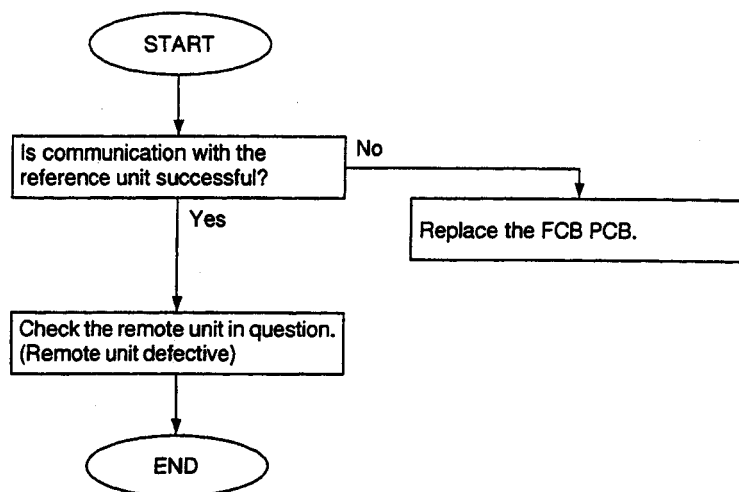 START
Is communication with the
reference unit successful?
No
Yes
Replace the FCB PCB.
Check the remote unit in question.
(Remote unit defective)
END